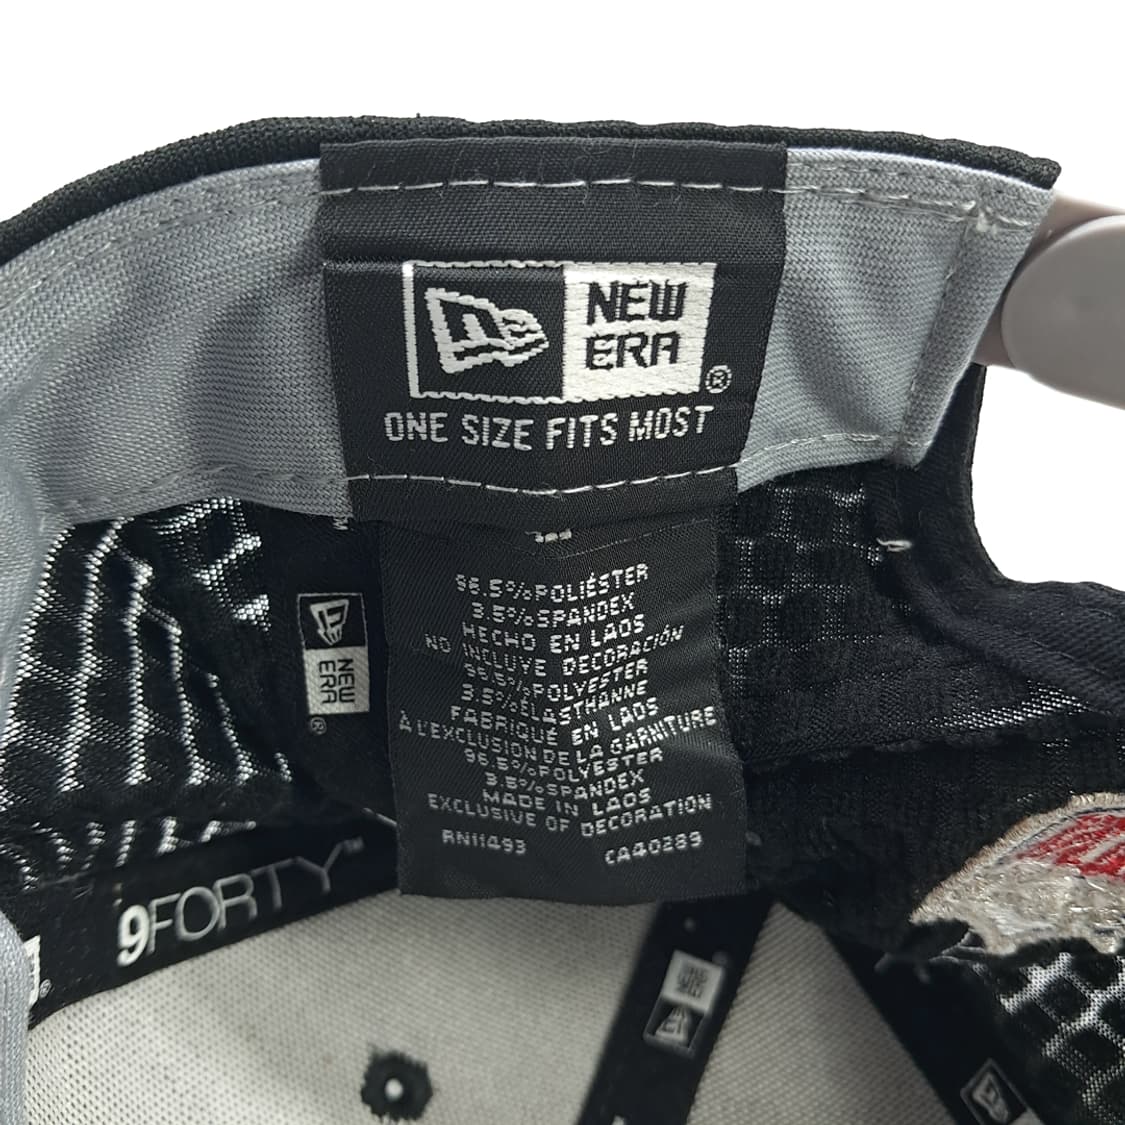 NEW
ERA
®
ONE SIZE FITS MOST
96.5%POLIÉSTER
3.5%SPANDEX
HECHO EN LAOS
NO INCLUYE DECORACIÓN
96.5%POLYESTER
3.5%ÉLASTHANNE
FABRIQUÉ EN LAOS
À L'EXCLUSION DE LA GARNITURE
96.5%POLYESTER
3.5%SPANDEX
MADE IN LAOS
EXCLUSIVE OF DECORATION
RN11493 CA40289
NEW
ERA
®
9FORTY™
®